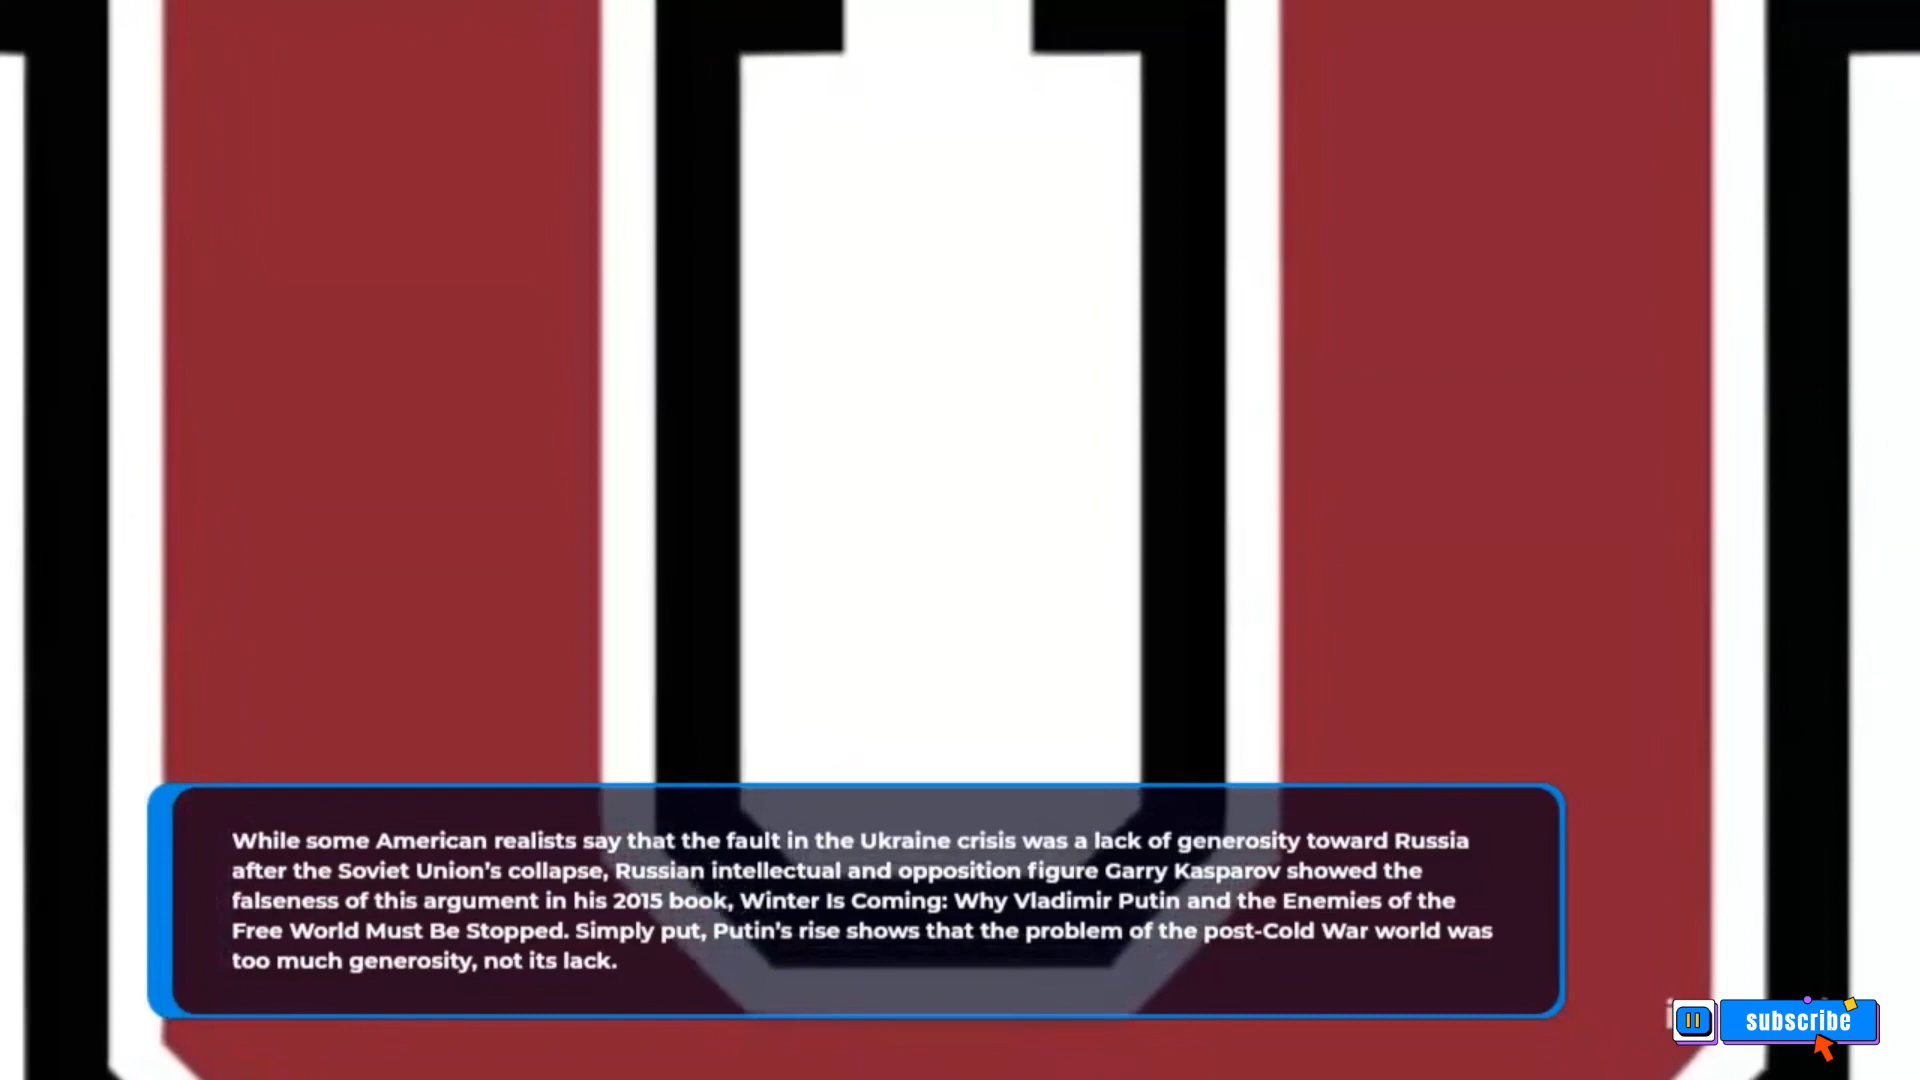 While some American realists say that the fault in the Ukraine crisis was a lack of generosity toward Russia
after the Soviet Union’s collapse, Russian intellectual and opposition figure Garry Kasparov showed the
falseness of this argument in his 2015 book, Winter Is Coming: Why Vladimir Putin and the Enemies of the
Free World Must Be Stopped. Simply put, Putin’s rise shows that the problem of the post-Cold War world was
too much generosity, not its lack.
subscribe